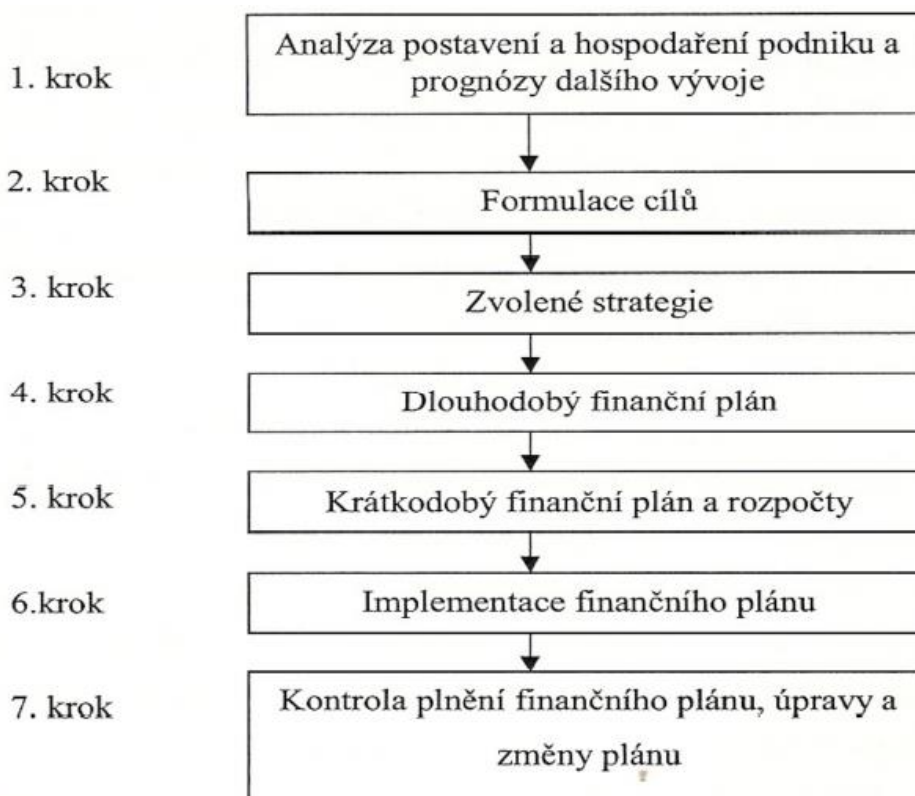 Analýza postavení a hospodaření podniku a
1. krok
prognózy dalšího vývoje
2. krok
Formulace cílů
3. krok
Zvolené strategie
4. krok
Dlouhodobý finanční plán
5. krok
Krátkodobý finanční plán a rozpočty
6.krok
Implementace finančního plánu
7. krok
Kontrola plnění finančního plánu, úpravy a
změny plánu